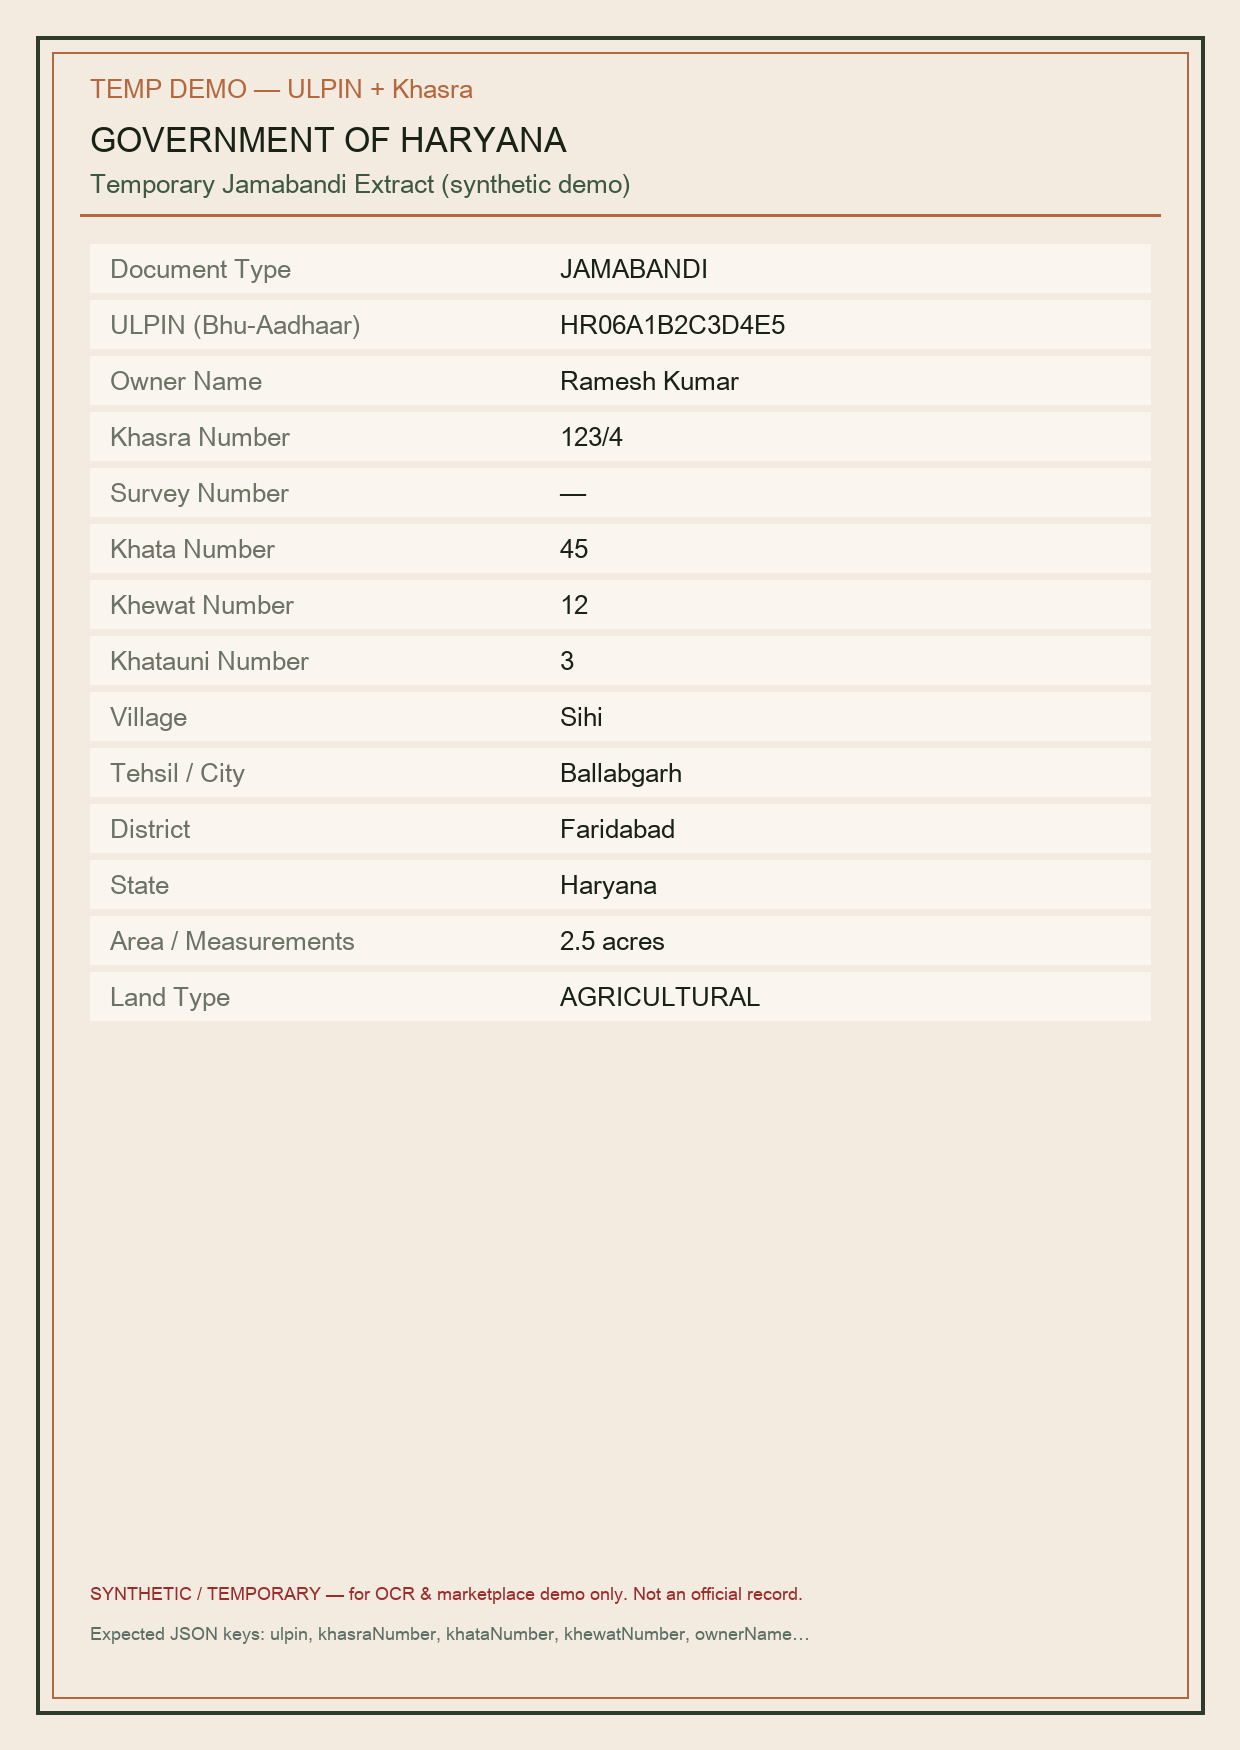 TEMP DEMO — ULPIN + Khasra
GOVERNMENT OF HARYANA
Temporary Jamabandi Extract (synthetic demo)
Document Type JAMABANDI
ULPIN (Bhu-Aadhaar) HR06A1B2C3D4E5
Owner Name Ramesh Kumar
Khasra Number 123/4
Survey Number —
Khata Number 45
Khewat Number 12
Khatauni Number 3
Village Sihi
Tehsil / City Ballabgarh
District Faridabad
State Haryana
Area / Measurements 2.5 acres
Land Type AGRICULTURAL
SYNTHETIC / TEMPORARY — for OCR & marketplace demo only. Not an official record.
Expected JSON keys: ulpin, khasraNumber, khataNumber, khewatNumber, ownerName…